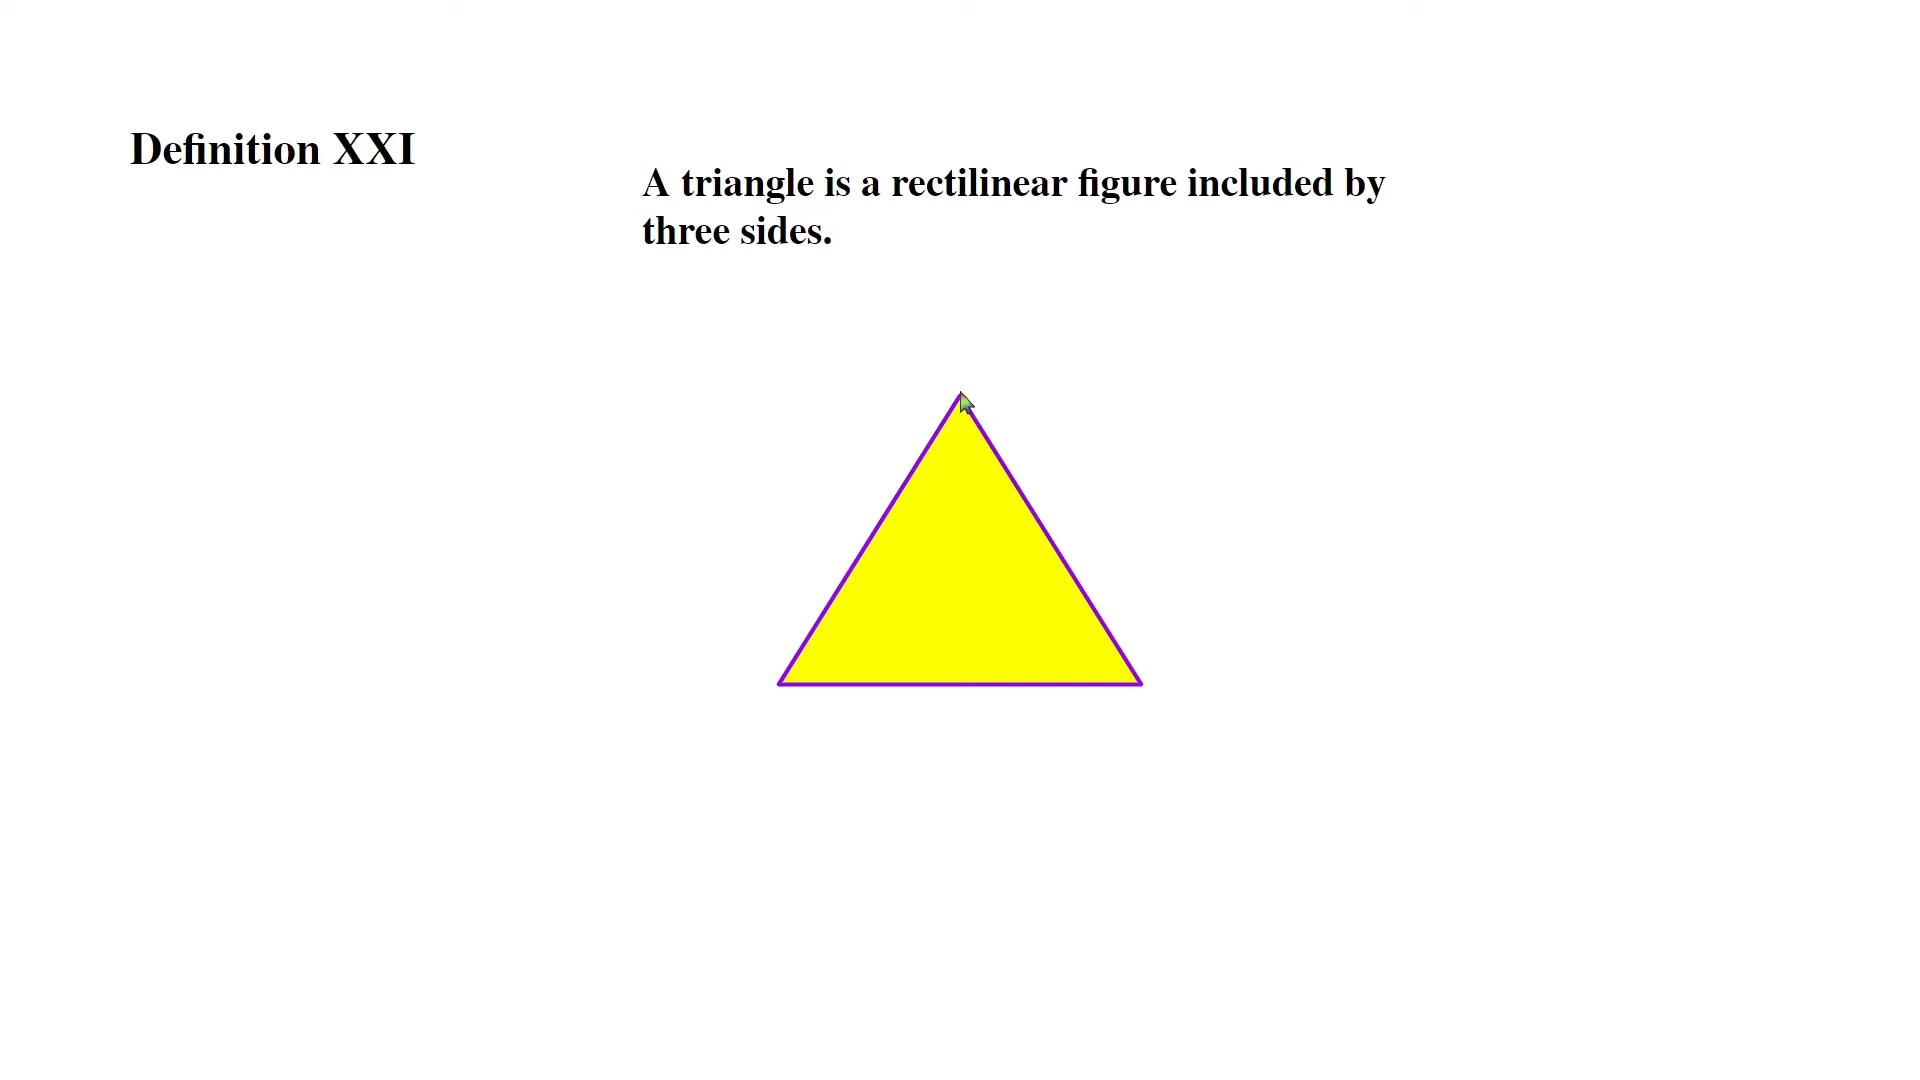 Definition XXI
A triangle is a rectilinear figure included by
three sides.